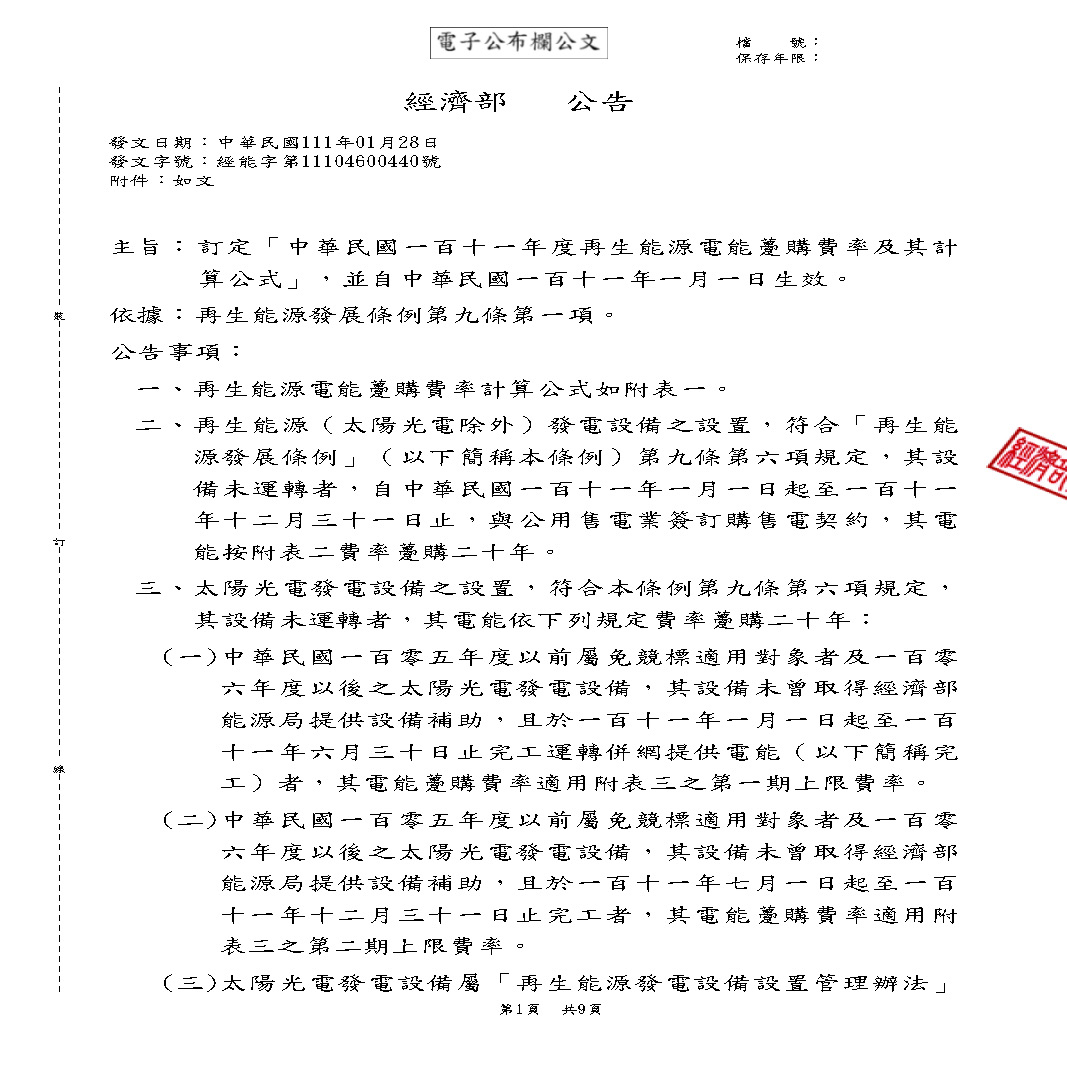 電子公布欄公文
檔　　號：
保存年限：
經濟部　　公告
發文日期：中華民國111年01月28日
發文字號：經能字第11104600440號
附件：如文
主旨：訂定「中華民國一百十一年度再生能源電能躉購費率及其計
算公式」，並自中華民國一百十一年一月一日生效。
依據：再生能源發展條例第九條第一項。
公告事項：
一、再生能源電能躉購費率計算公式如附表一。
二、再生能源（太陽光電除外）發電設備之設置，符合「再生能
源發展條例」（以下簡稱本條例）第九條第六項規定，其設
備未運轉者，自中華民國一百十一年一月一日起至一百十一
年十二月三十一日止，與公用售電業簽訂購售電契約，其電
能按附表二費率躉購二十年。
三、太陽光電發電設備之設置，符合本條例第九條第六項規定，
其設備未運轉者，其電能依下列規定費率躉購二十年：
(一)中華民國一百零五年度以前屬免競標適用對象者及一百零
六年度以後之太陽光電發電設備，其設備未曾取得經濟部
能源局提供設備補助，且於一百十一年一月一日起至一百
十一年六月三十日止完工運轉併網提供電能（以下簡稱完
工）者，其電能躉購費率適用附表三之第一期上限費率。
(二)中華民國一百零五年度以前屬免競標適用對象者及一百零
六年度以後之太陽光電發電設備，其設備未曾取得經濟部
能源局提供設備補助，且於一百十一年七月一日起至一百
十一年十二月三十一日止完工者，其電能躉購費率適用附
表三之第二期上限費率。
(三)太陽光電發電設備屬「再生能源發電設備設置管理辦法」
第1頁　共9頁
裝
訂
線
經濟部